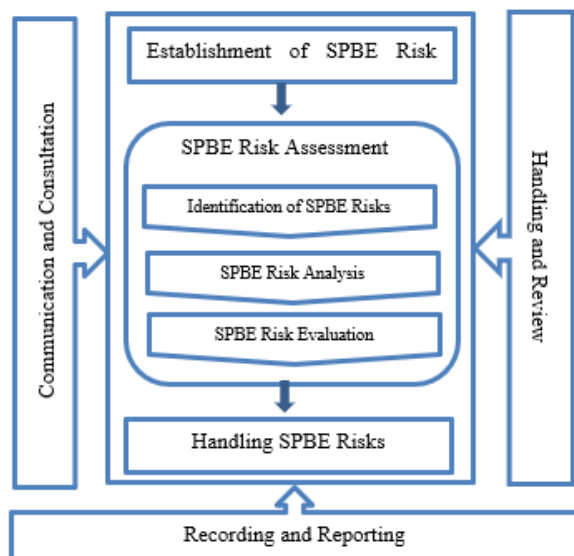 Communication and Consultation
Establishment of SPBE Risk
SPBE Risk Assessment
Identification of SPBE Risks
SPBE Risk Analysis
SPBE Risk Evaluation
Handling SPBE Risks
Handling and Review
Recording and Reporting